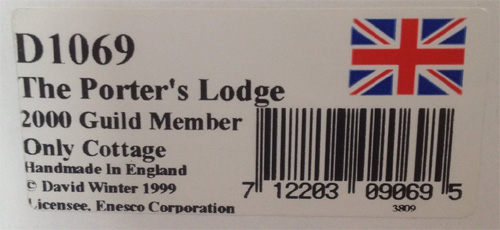 D1069
The Porter's Lodge
2000 Guild Member
Only Cottage
Handmade In England
© David Winter 1999
Licensee. Enesco Corporation
7 12203 09069 5
3809